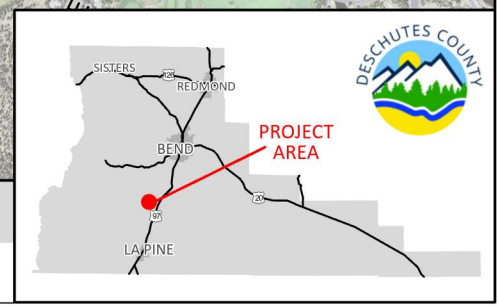 SISTERS
126
REDMOND
DESCHUTES COUNTY
PROJECT
AREA
BEND
20
97
LA PINE